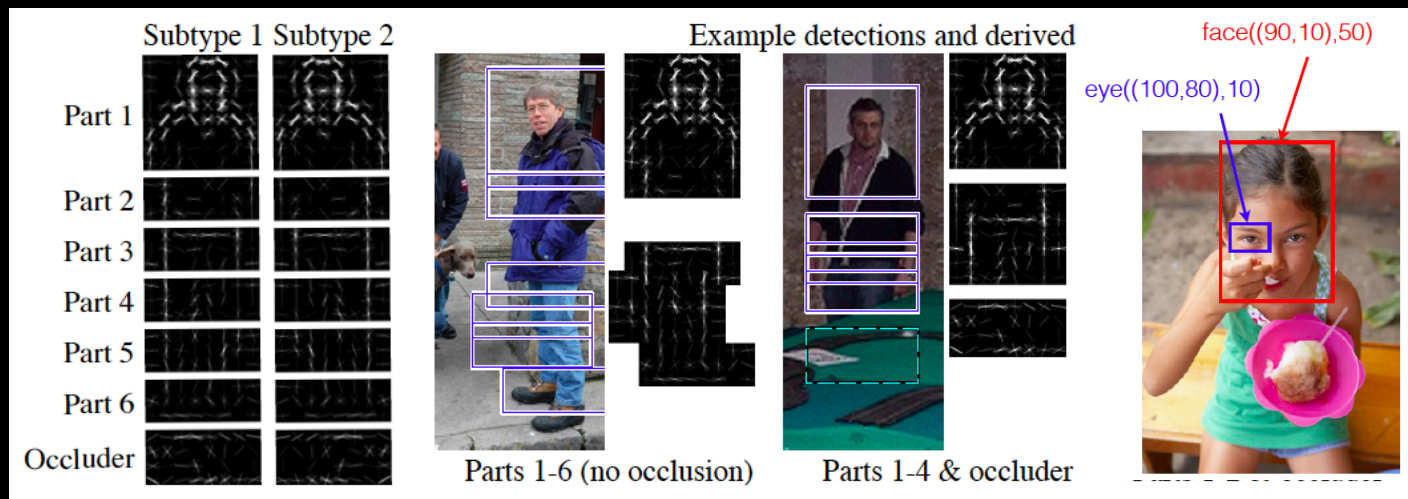 Subtype 1 Subtype 2
Part 1
Part 2
Part 3
Part 4
Part 5
Part 6
Occluder
Example detections and derived
Parts 1-6 (no occlusion)
Parts 1-4 & occluder
face((90,10),50)
eye((100,80),10)